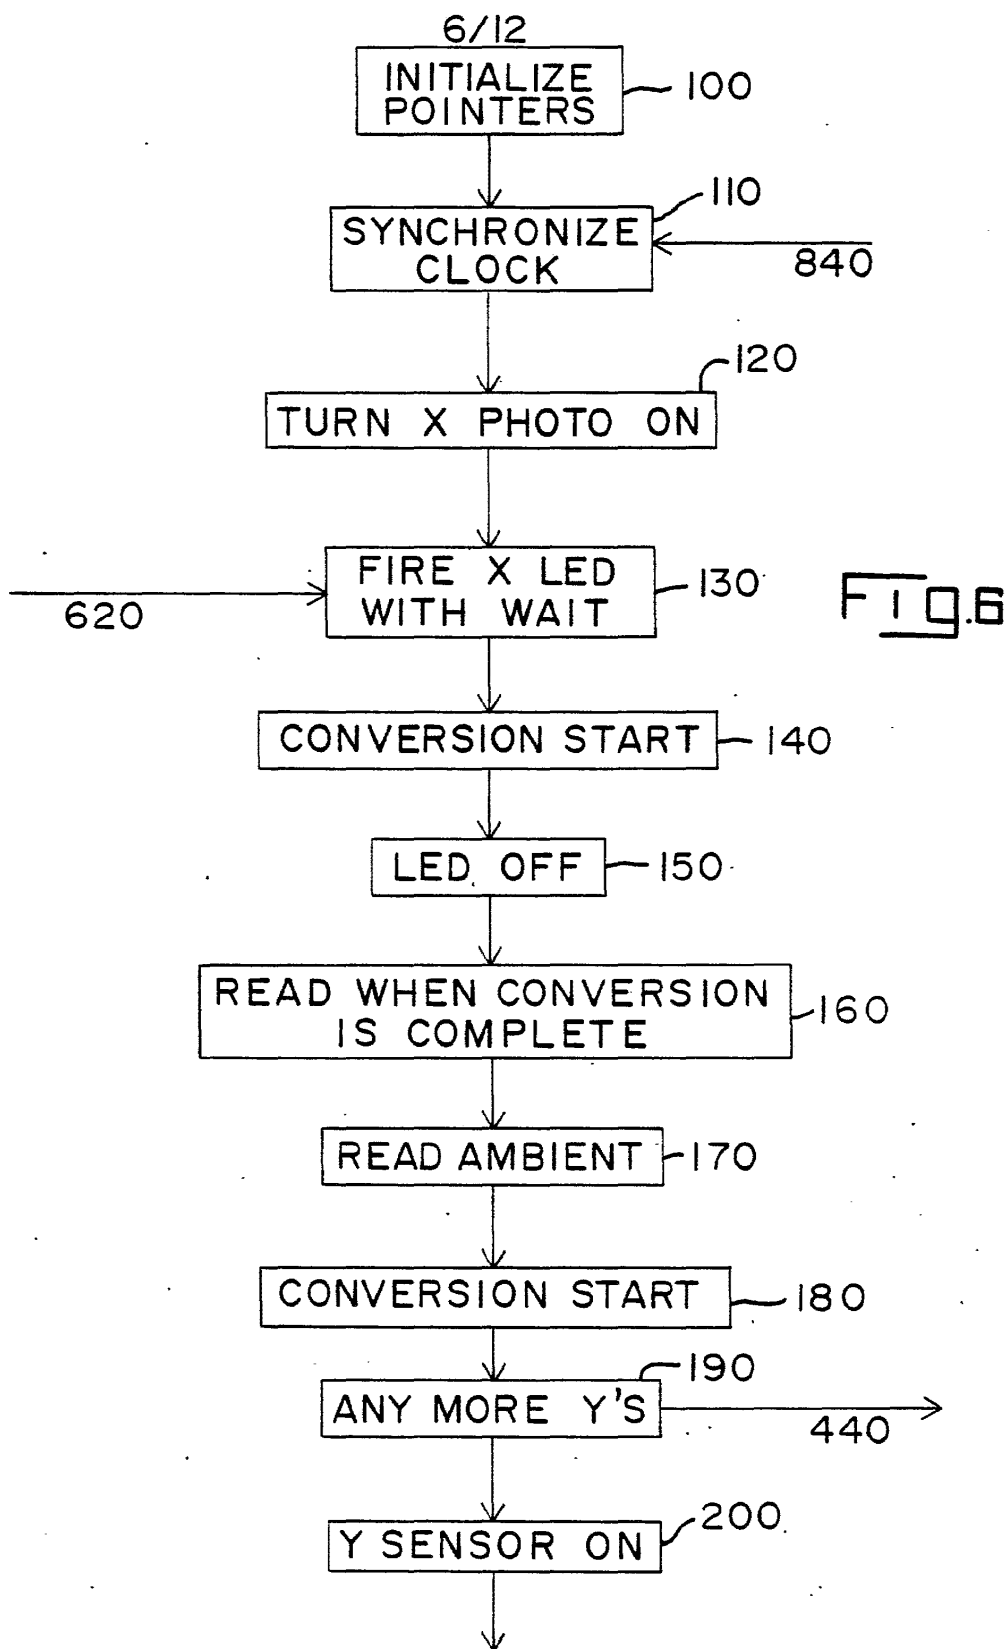 6/12
INITIALIZE
POINTERS
100
110
SYNCHRONIZE
CLOCK
840
120
TURN X PHOTO ON
FIRE X LED
WITH WAIT
130
620
Fig.6
CONVERSION START
140
LED OFF
150
READ WHEN CONVERSION
IS COMPLETE
160
READ AMBIENT
170
CONVERSION START
180
190
ANY MORE Y'S
440
200
Y SENSOR ON